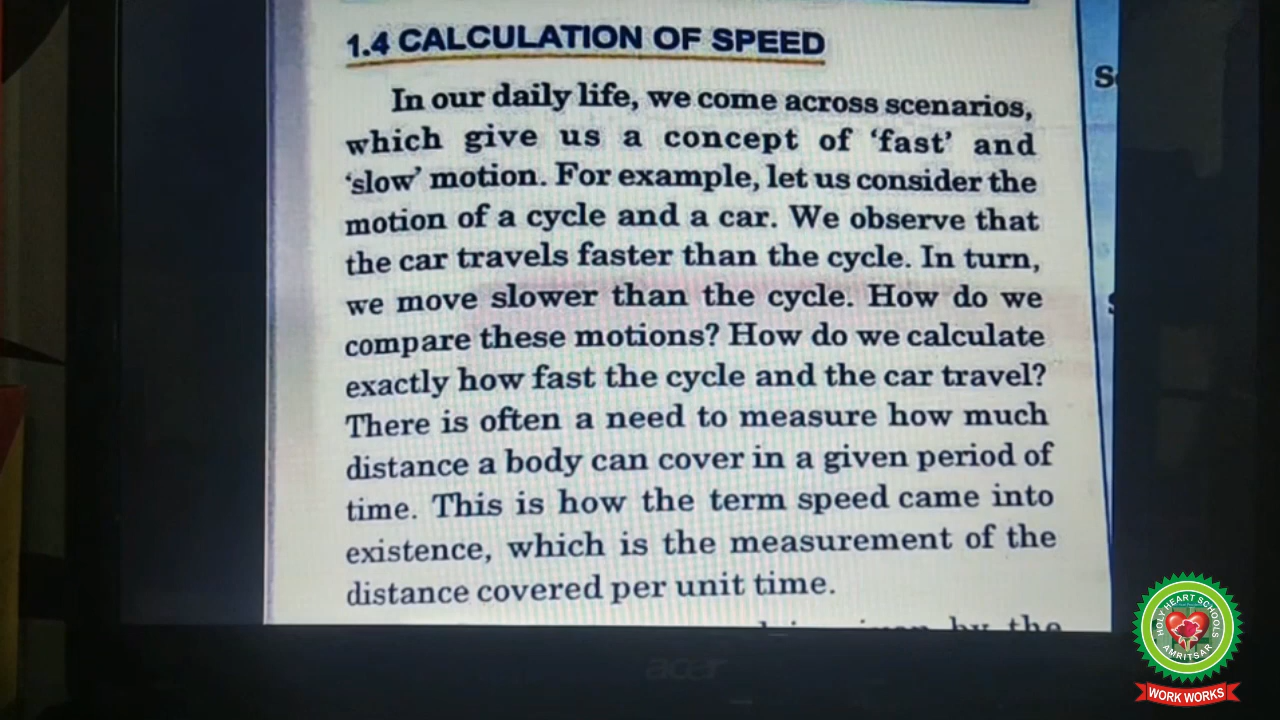 1.4 CALCULATION OF SPEED
In our daily life, we come across scenarios,
which give us a concept of ‘fast’ and
‘slow’ motion. For example, let us consider the
motion of a cycle and a car. We observe that
the car travels faster than the cycle. In turn,
we move slower than the cycle. How do we
compare these motions? How do we calculate
exactly how fast the cycle and the car travel?
There is often a need to measure how much
distance a body can cover in a given period of
time. This is how the term speed came into
existence, which is the measurement of the
distance covered per unit time.
by the
acer
HOLY HEART SCHOOLS
AMRITSAR
WORK WORKS